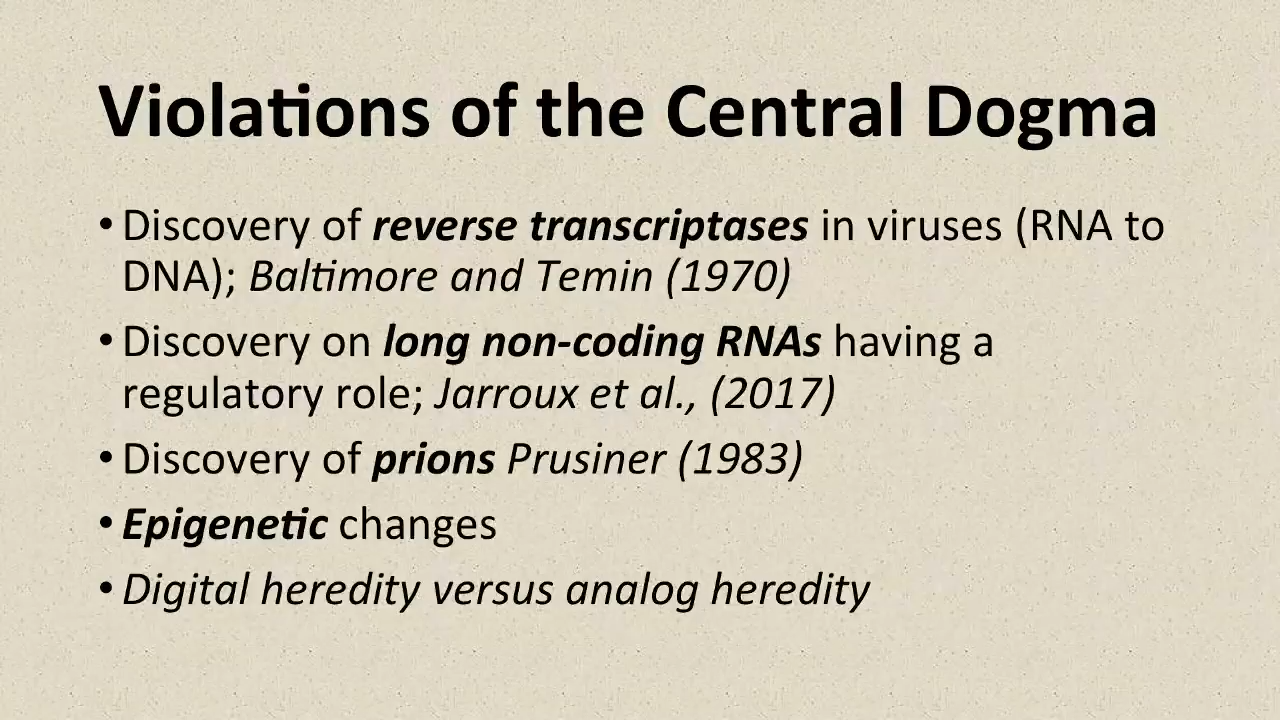 Violations of the Central Dogma
• Discovery of reverse transcriptases in viruses (RNA to
DNA); Baltimore and Temin (1970)
• Discovery on long non-coding RNAs having a
regulatory role; Jarroux et al., (2017)
• Discovery of prions Prusiner (1983)
• Epigenetic changes
• Digital heredity versus analog heredity